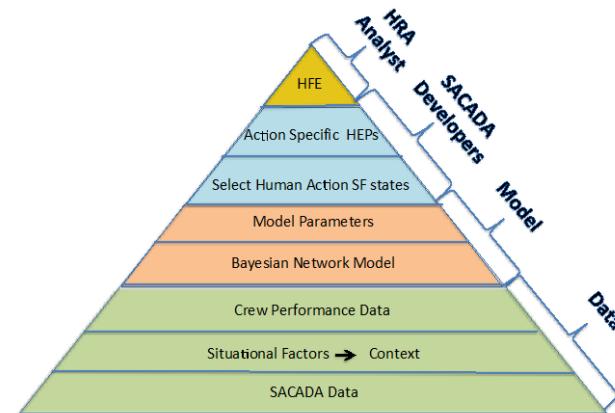 HRA
Analyst
SACADA
Developers
Model
Data
HFE
Action Specific HEPs
Select Human Action SF states
Model Parameters
Bayesian Network Model
Crew Performance Data
Situational Factors → Context
SACADA Data